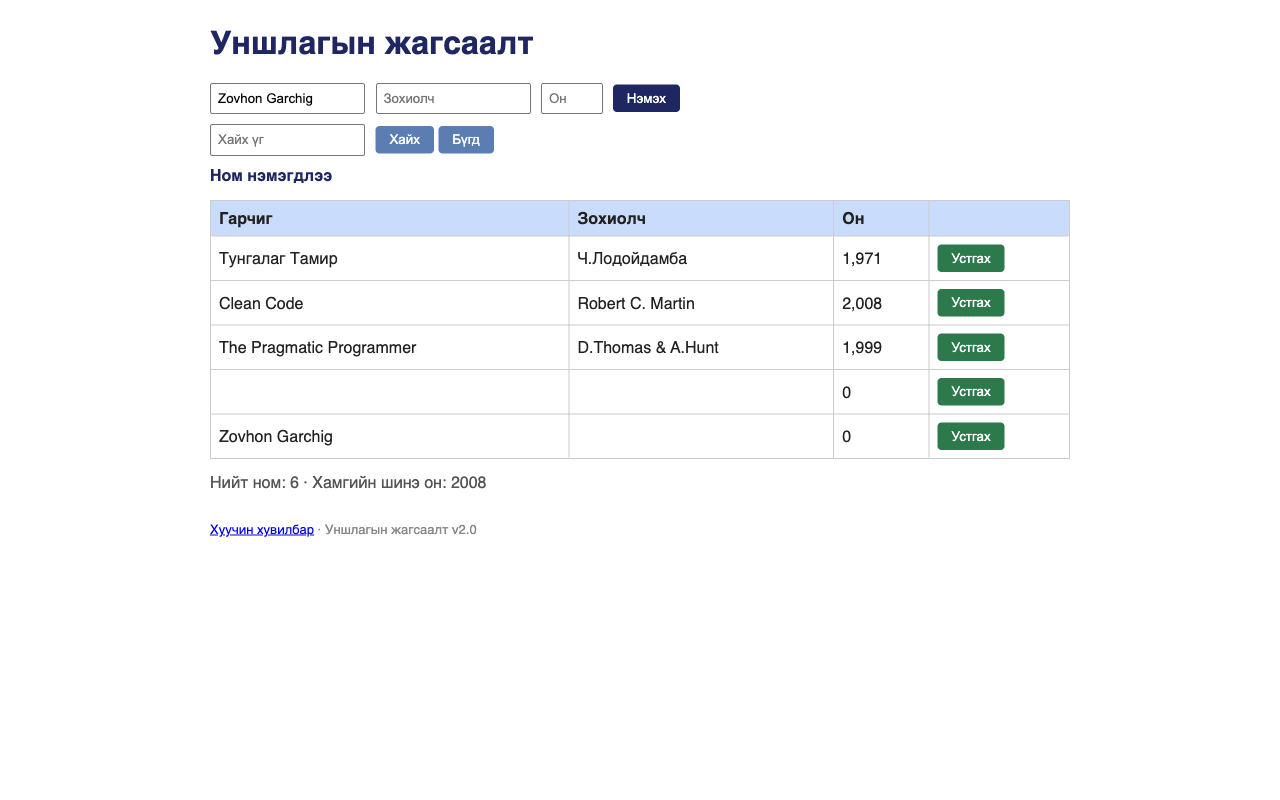 Уншлагын жагсаалт
Zovhon Garchig Зохиолч Он Нэмэх
Хайх үг Хайх Бүгд
Ном нэмэгдлээ
Гарчиг Зохиолч Он
Тунгалаг Тамир Ч.Лодойдамба 1,971 Устгах
Clean Code Robert C. Martin 2,008 Устгах
The Pragmatic Programmer D.Thomas & A.Hunt 1,999 Устгах
0 Устгах
Zovhon Garchig 0 Устгах
Нийт ном: 6 · Хамгийн шинэ он: 2008
Хуучин хувилбар · Уншлагын жагсаалт v2.0